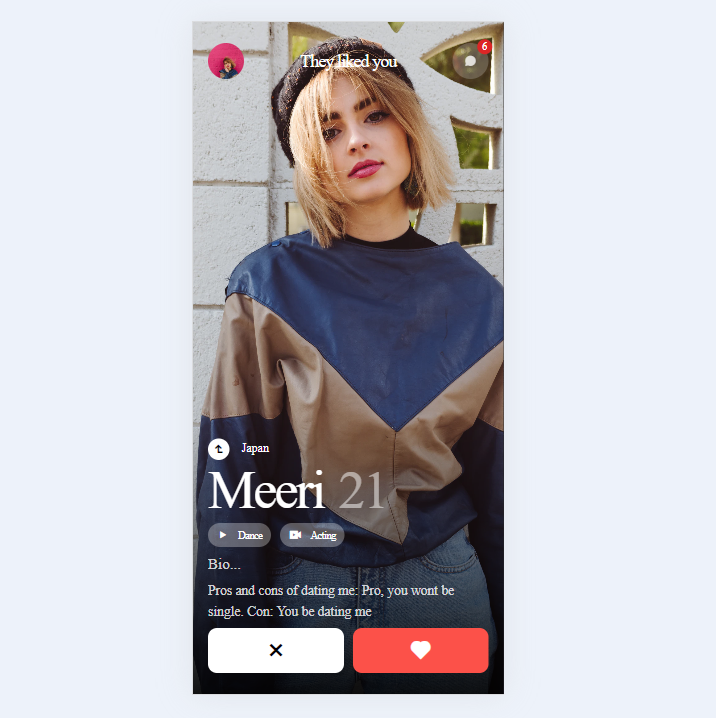 They liked you
6
Japan
Meeri 21
Dance Acting
Bio...
Pros and cons of dating me: Pro, you wont be
single. Con: You be dating me